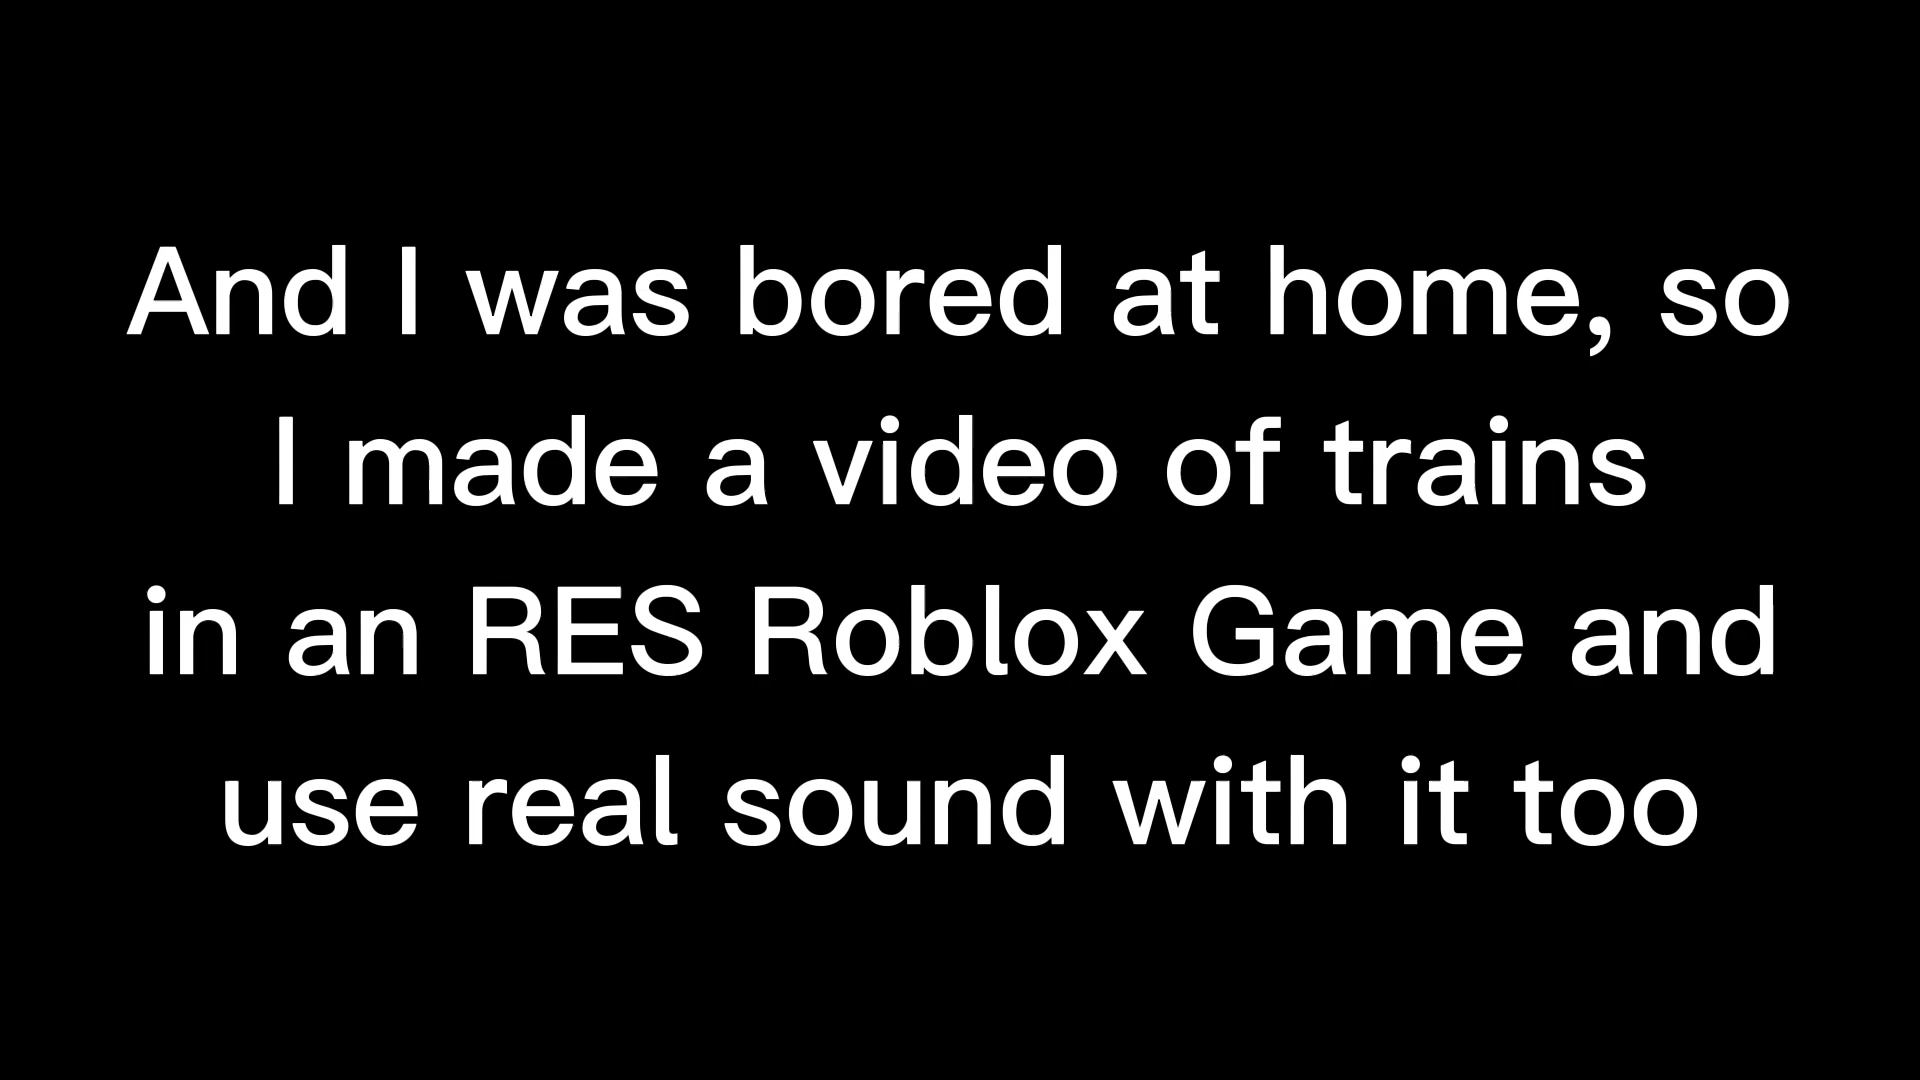 And I was bored at home, so
I made a video of trains
in an RES Roblox Game and
use real sound with it too